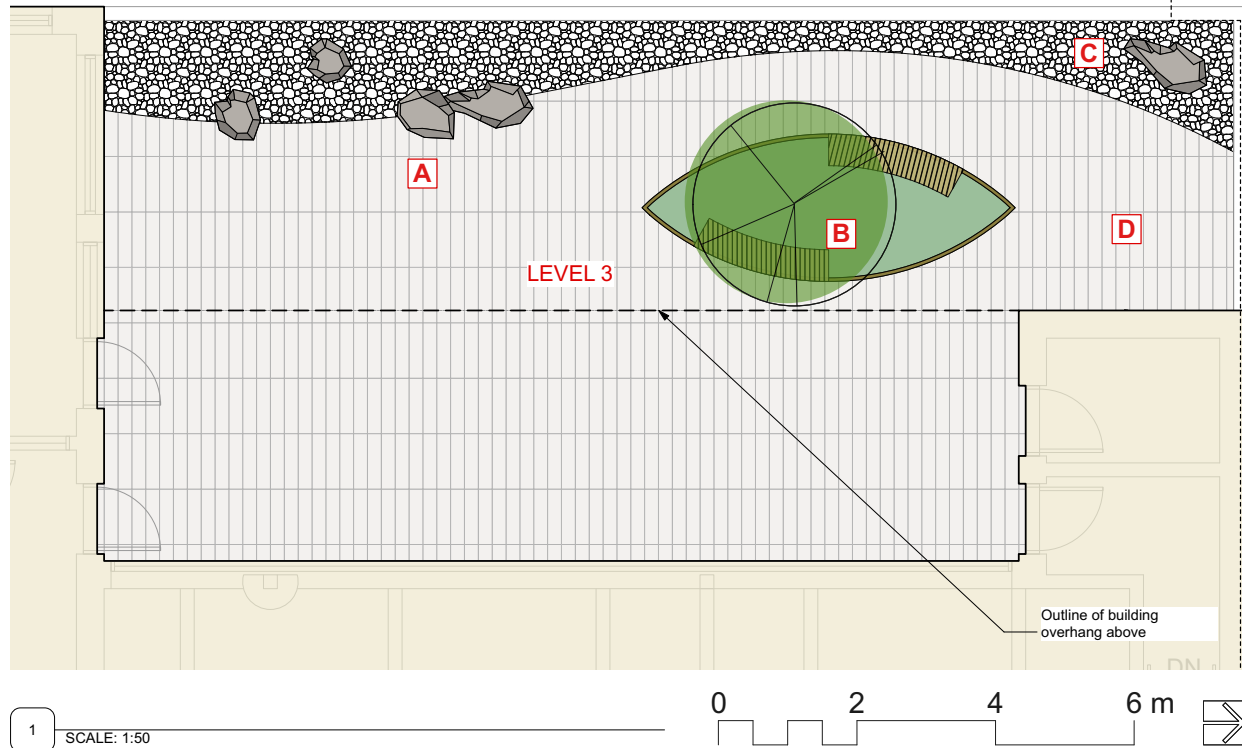 C
A
B
D
LEVEL 3
Outline of building
overhang above
DN
0 2 4 6 m
1
SCALE: 1:50